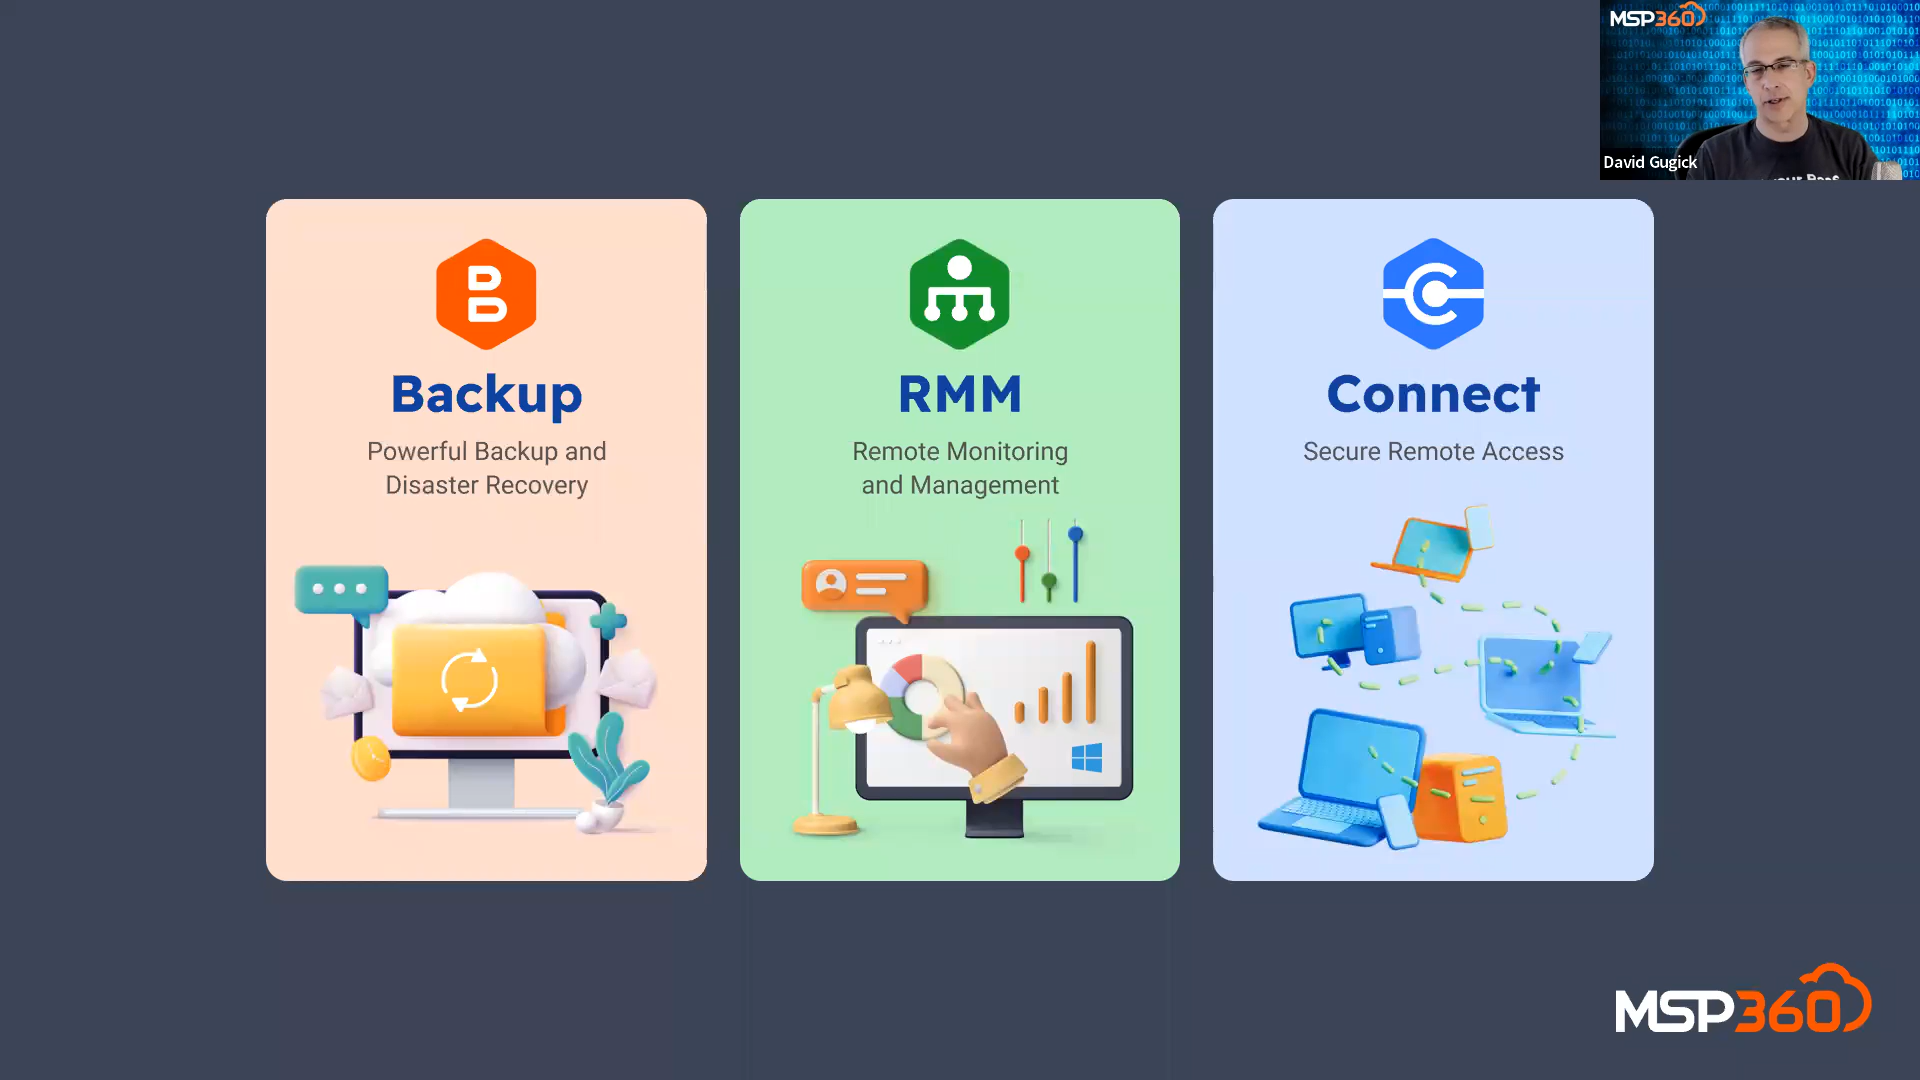 MSP360
David Gugick
B
Backup
Powerful Backup and
Disaster Recovery
RMM
Remote Monitoring
and Management
C
Connect
Secure Remote Access
MSP360